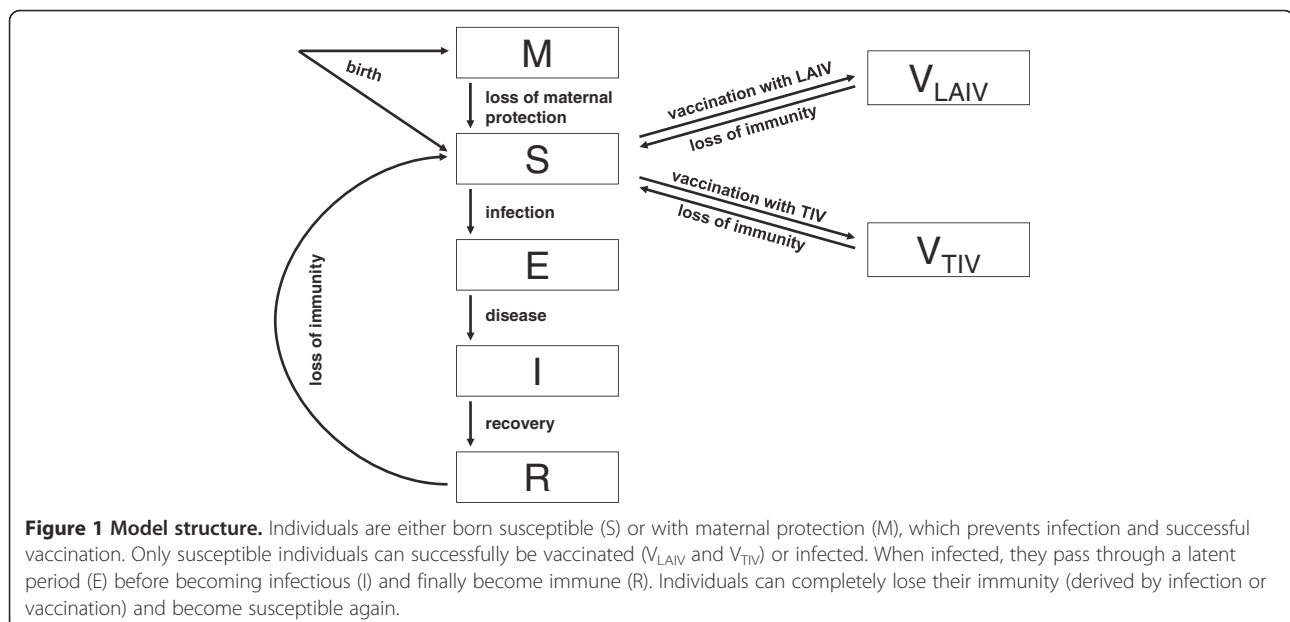 M
birth
loss of maternal
protection
vaccination with LAIV
loss of immunity
V_LAIV
S
vaccination with TIV
loss of immunity
V_TIV
infection
E
loss of immunity
disease
I
recovery
R
Figure 1 Model structure. Individuals are either born susceptible (S) or with maternal protection (M), which prevents infection and successful
vaccination. Only susceptible individuals can successfully be vaccinated (V_LAIV and V_TIV) or infected. When infected, they pass through a latent
period (E) before becoming infectious (I) and finally become immune (R). Individuals can completely lose their immunity (derived by infection or
vaccination) and become susceptible again.